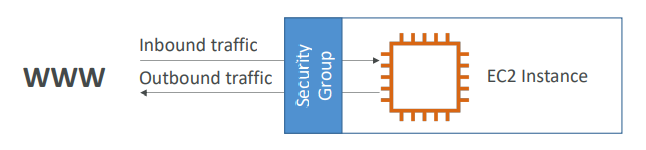 Inbound traffic
WWW
Outbound traffic
Security
Group
EC2 Instance